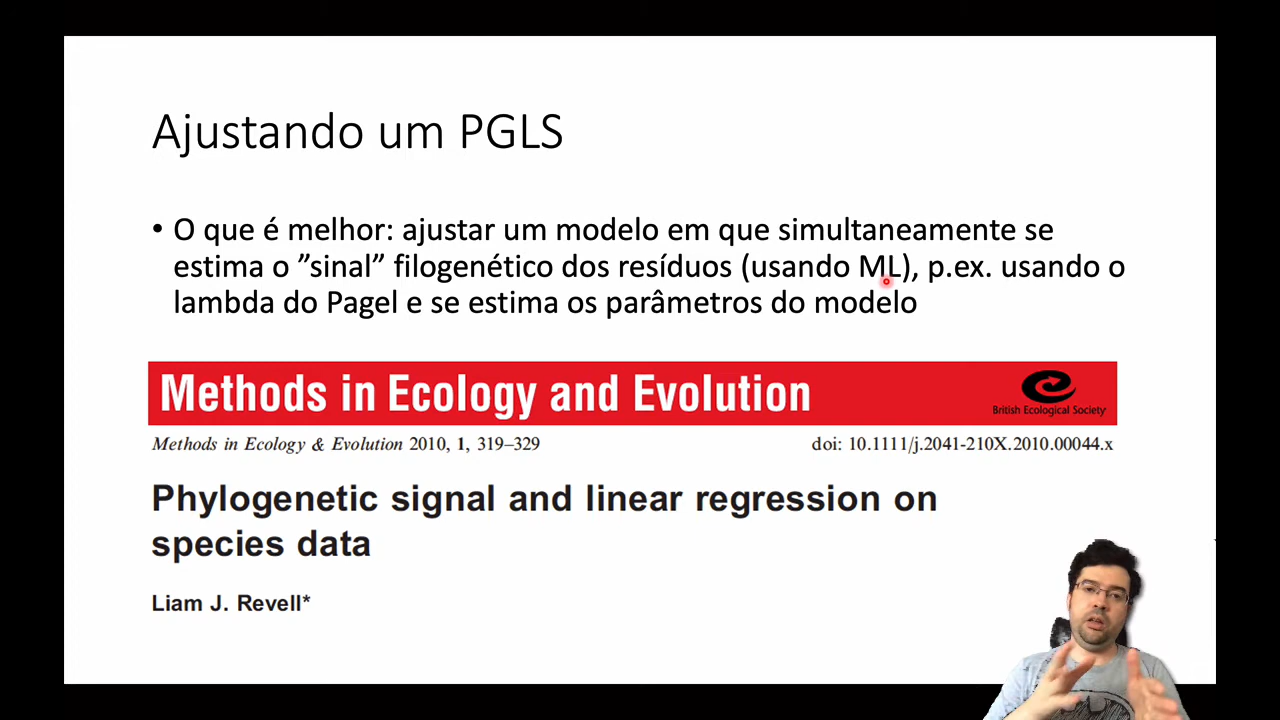 Ajustando um PGLS
• O que é melhor: ajustar um modelo em que simultaneamente se
estima o ”sinal” filogenético dos resíduos (usando ML), p.ex. usando o
lambda do Pagel e se estima os parâmetros do modelo
Methods in Ecology and Evolution
British Ecological Society
Methods in Ecology & Evolution 2010, 1, 319–329
doi: 10.1111/j.2041-210X.2010.00044.x
Phylogenetic signal and linear regression on
species data
Liam J. Revell*